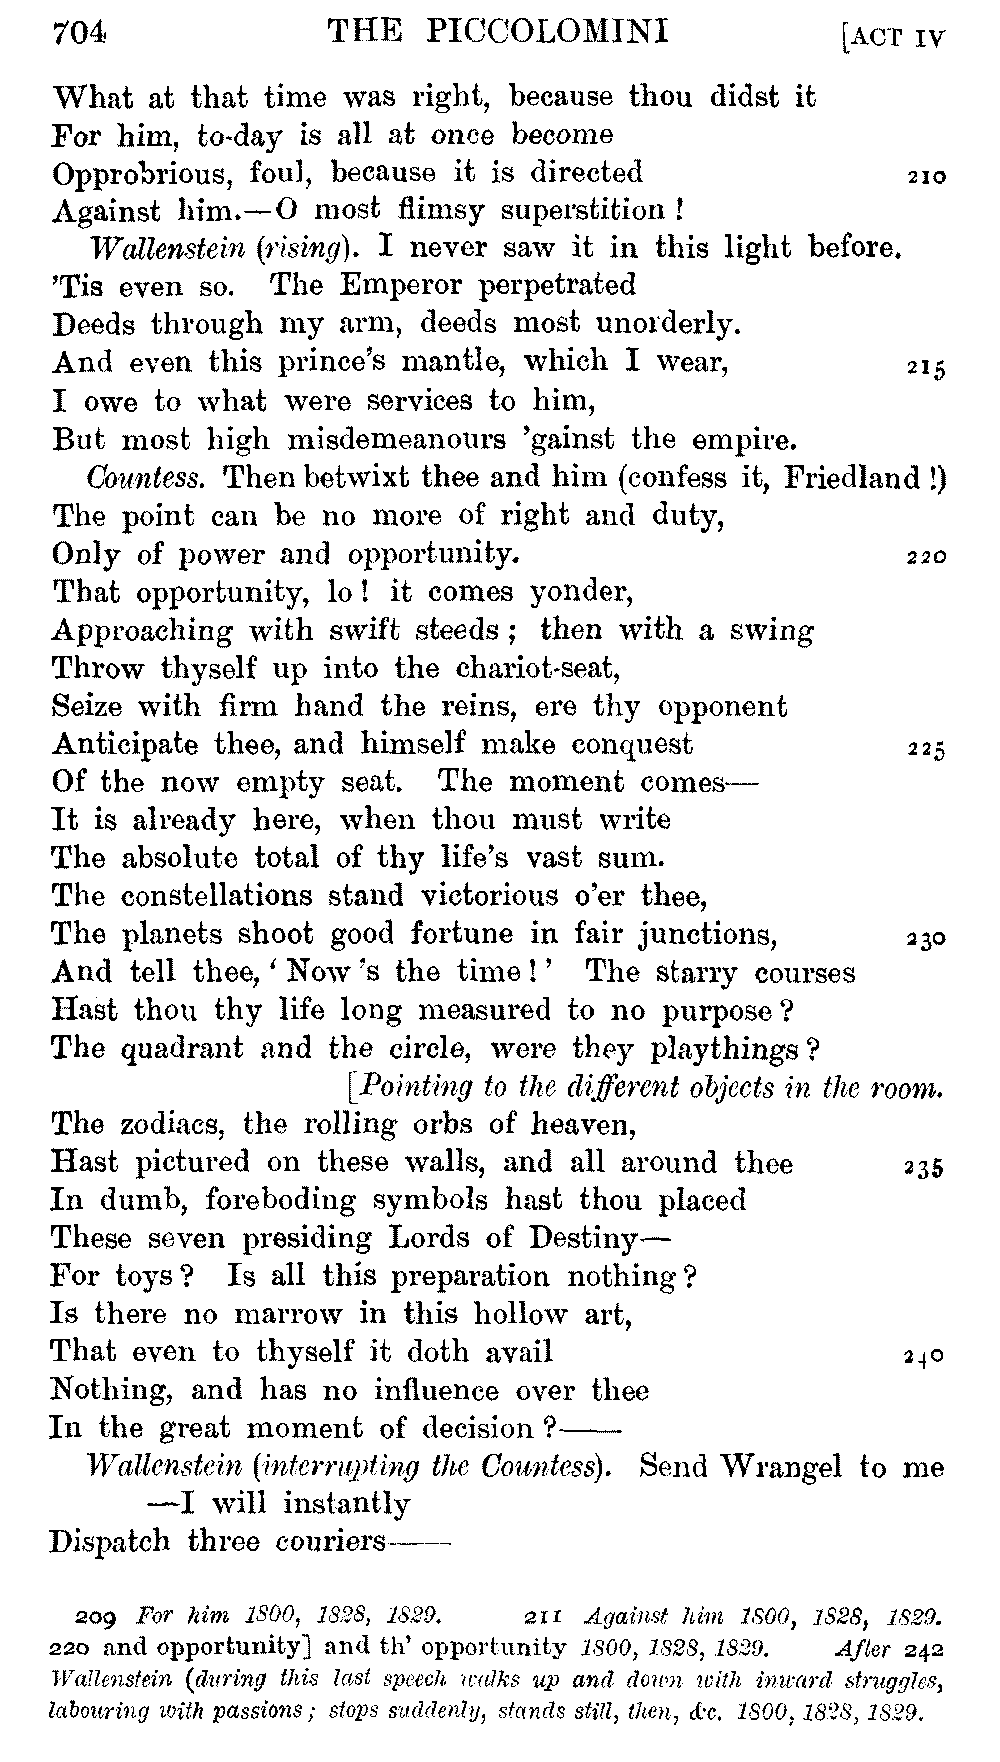 704 THE PICCOLOMINI [ACT IV
What at that time was right, because thou didst it
For him, to-day is all at once become
Opprobrious, foul, because it is directed 210
Against him.—O most flimsy superstition !
Wallenstein (rising). I never saw it in this light before.
’Tis even so. The Emperor perpetrated
Deeds through my arm, deeds most unorderly.
And even this prince’s mantle, which I wear, 215
I owe to what were services to him,
But most high misdemeanours ’gainst the empire.
Countess. Then betwixt thee and him (confess it, Friedland !)
The point can be no more of right and duty,
Only of power and opportunity. 220
That opportunity, lo ! it comes yonder,
Approaching with swift steeds ; then with a swing
Throw thyself up into the chariot-seat,
Seize with firm hand the reins, ere thy opponent
Anticipate thee, and himself make conquest 225
Of the now empty seat. The moment comes—
It is already here, when thou must write
The absolute total of thy life’s vast sum.
The constellations stand victorious o’er thee,
The planets shoot good fortune in fair junctions, 230
And tell thee, ‘ Now ’s the time ! ’ The starry courses
Hast thou thy life long measured to no purpose ?
The quadrant and the circle, were they playthings ?
[Pointing to the different objects in the room.
The zodiacs, the rolling orbs of heaven,
Hast pictured on these walls, and all around thee 235
In dumb, foreboding symbols hast thou placed
These seven presiding Lords of Destiny—
For toys ? Is all this preparation nothing ?
Is there no marrow in this hollow art,
That even to thyself it doth avail 240
Nothing, and has no influence over thee
In the great moment of decision ?——
Wallenstein (interrupting the Countess). Send Wrangel to me
—I will instantly
Dispatch three couriers——
209 For him 1800, 1828, 1829. 211 Against him 1800, 1828, 1829.
220 and opportunity] and th’ opportunity 1800, 1828, 1829. After 242
Wallenstein (during this last speech walks up and down with inward struggles,
labouring with passions ; stops suddenly, stands still, then, &c. 1800, 1828, 1829.